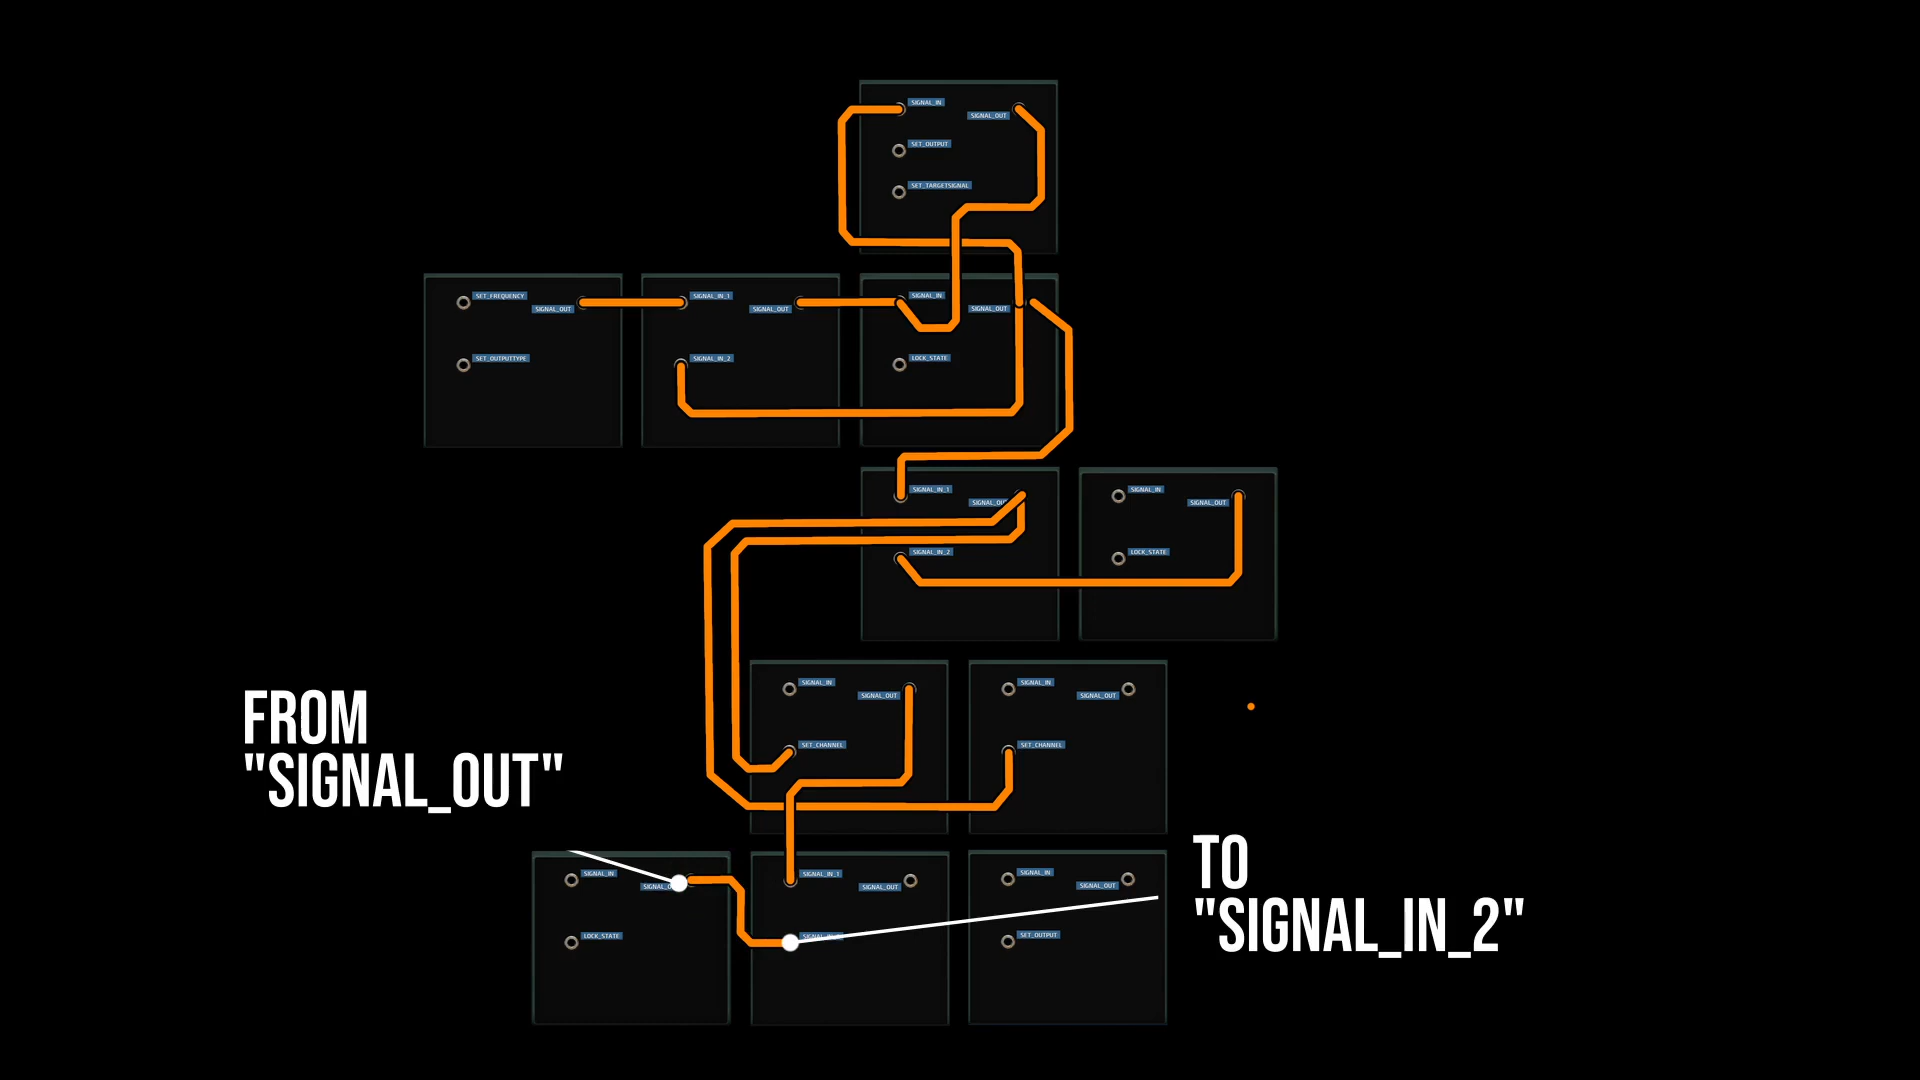 SIGNAL_IN
SIGNAL_OUT
SET_OUTPUT
SET_TARGETSIGNAL
SET_FREQUENCY
SIGNAL_OUT
SET_OUTPUTTYPE
SIGNAL_IN_1
SIGNAL_OUT
SIGNAL_IN_2
SIGNAL_IN
SIGNAL_OUT
LOCK_STATE
SIGNAL_IN_1
SIGNAL_OUT
SIGNAL_IN_2
SIGNAL_IN
SIGNAL_OUT
LOCK_STATE
SIGNAL_IN
SIGNAL_OUT
SET_CHANNEL
SIGNAL_IN
SIGNAL_OUT
SET_CHANNEL
FROM
"SIGNAL_OUT"
SIGNAL_IN
LOCK_STATE
SIGNAL_IN_1
SIGNAL_OUT
SIGNAL_IN
SIGNAL_OUT
SET_OUTPUT
TO
"SIGNAL_IN_2"